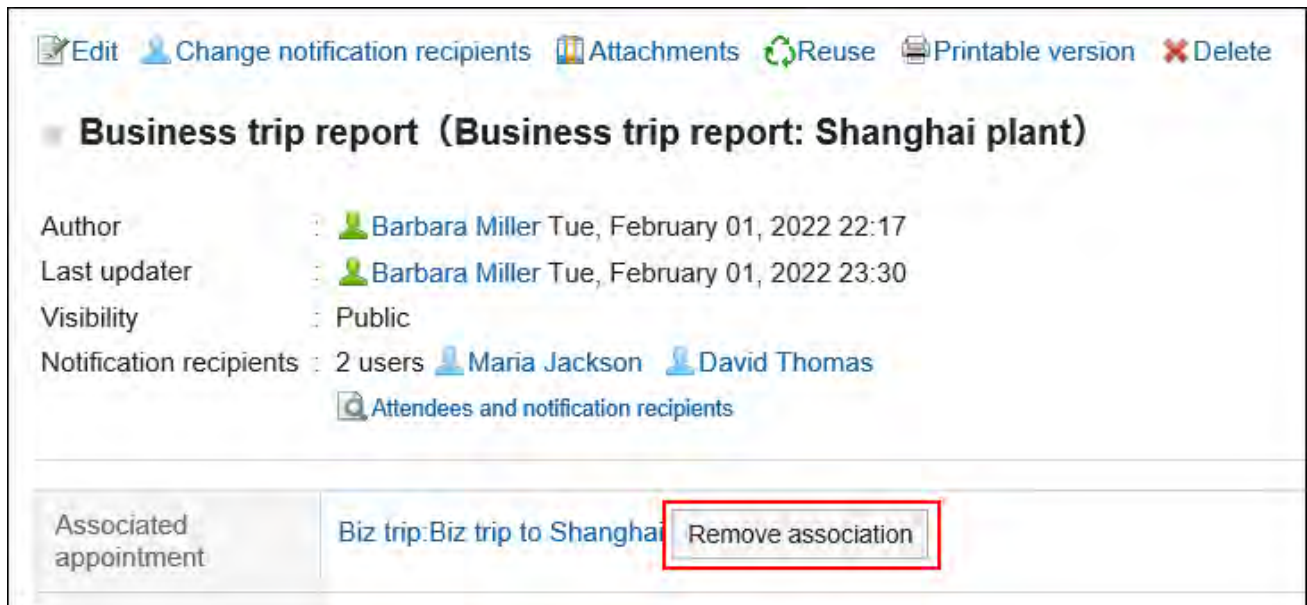 Edit Change notification recipients Attachments Reuse Printable version Delete
Business trip report（Business trip report: Shanghai plant）
Author : Barbara Miller Tue, February 01, 2022 22:17
Last updater : Barbara Miller Tue, February 01, 2022 23:30
Visibility : Public
Notification recipients : 2 users Maria Jackson David Thomas
Attendees and notification recipients
Associated appointment
Biz trip:Biz trip to Shanghai Remove association